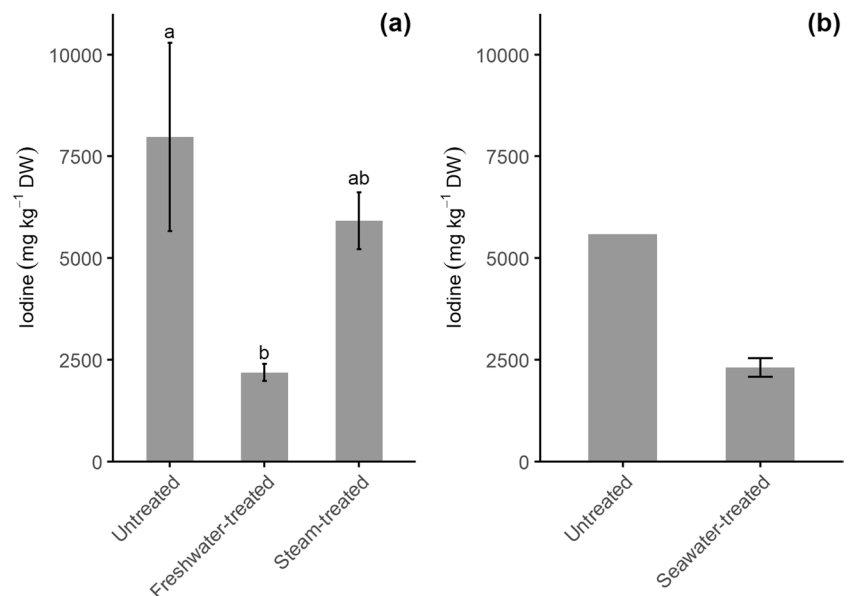 (a)
Iodine (mg kg⁻¹ DW)
10000
7500
5000
2500
0
a
b
ab
Untreated
Freshwater-treated
Steam-treated
(b)
Iodine (mg kg⁻¹ DW)
10000
7500
5000
2500
0
Untreated
Seawater-treated